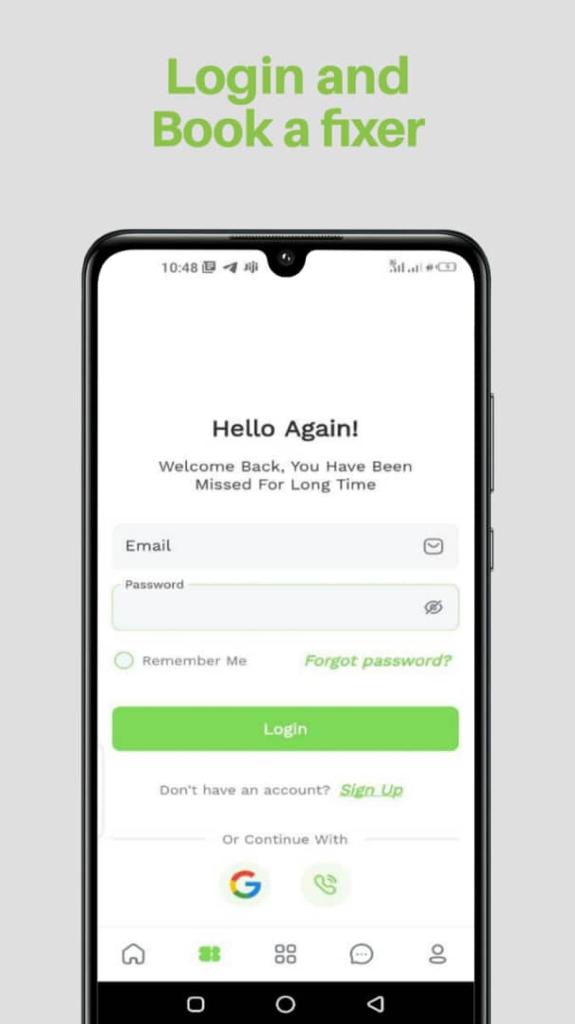 Login and
Book a fixer
10:48
Hello Again!
Welcome Back, You Have Been
Missed For Long Time
Email
Password
Remember Me
Forgot password?
Login
Don't have an account? Sign Up
Or Continue With